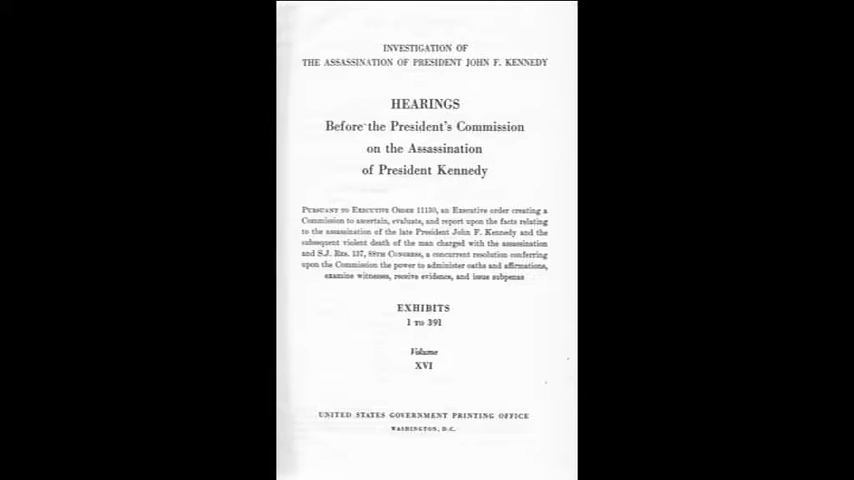 INVESTIGATION OF
THE ASSASSINATION OF PRESIDENT JOHN F. KENNEDY
HEARINGS
Before the President's Commission
on the Assassination
of President Kennedy
PURSUANT TO EXECUTIVE ORDER 11130, an Executive order creating a
Commission to ascertain, evaluate, and report upon the facts relating
to the assassination of the late President John F. Kennedy and the
subsequent violent death of the man charged with the assassination
and S.J. RES. 137, 88TH CONGRESS, a concurrent resolution conferring
upon the Commission the power to administer oaths and affirmations,
examine witnesses, receive evidence, and issue subpenas
EXHIBITS
1 TO 391
Volume
XVI
UNITED STATES GOVERNMENT PRINTING OFFICE
WASHINGTON, D.C.